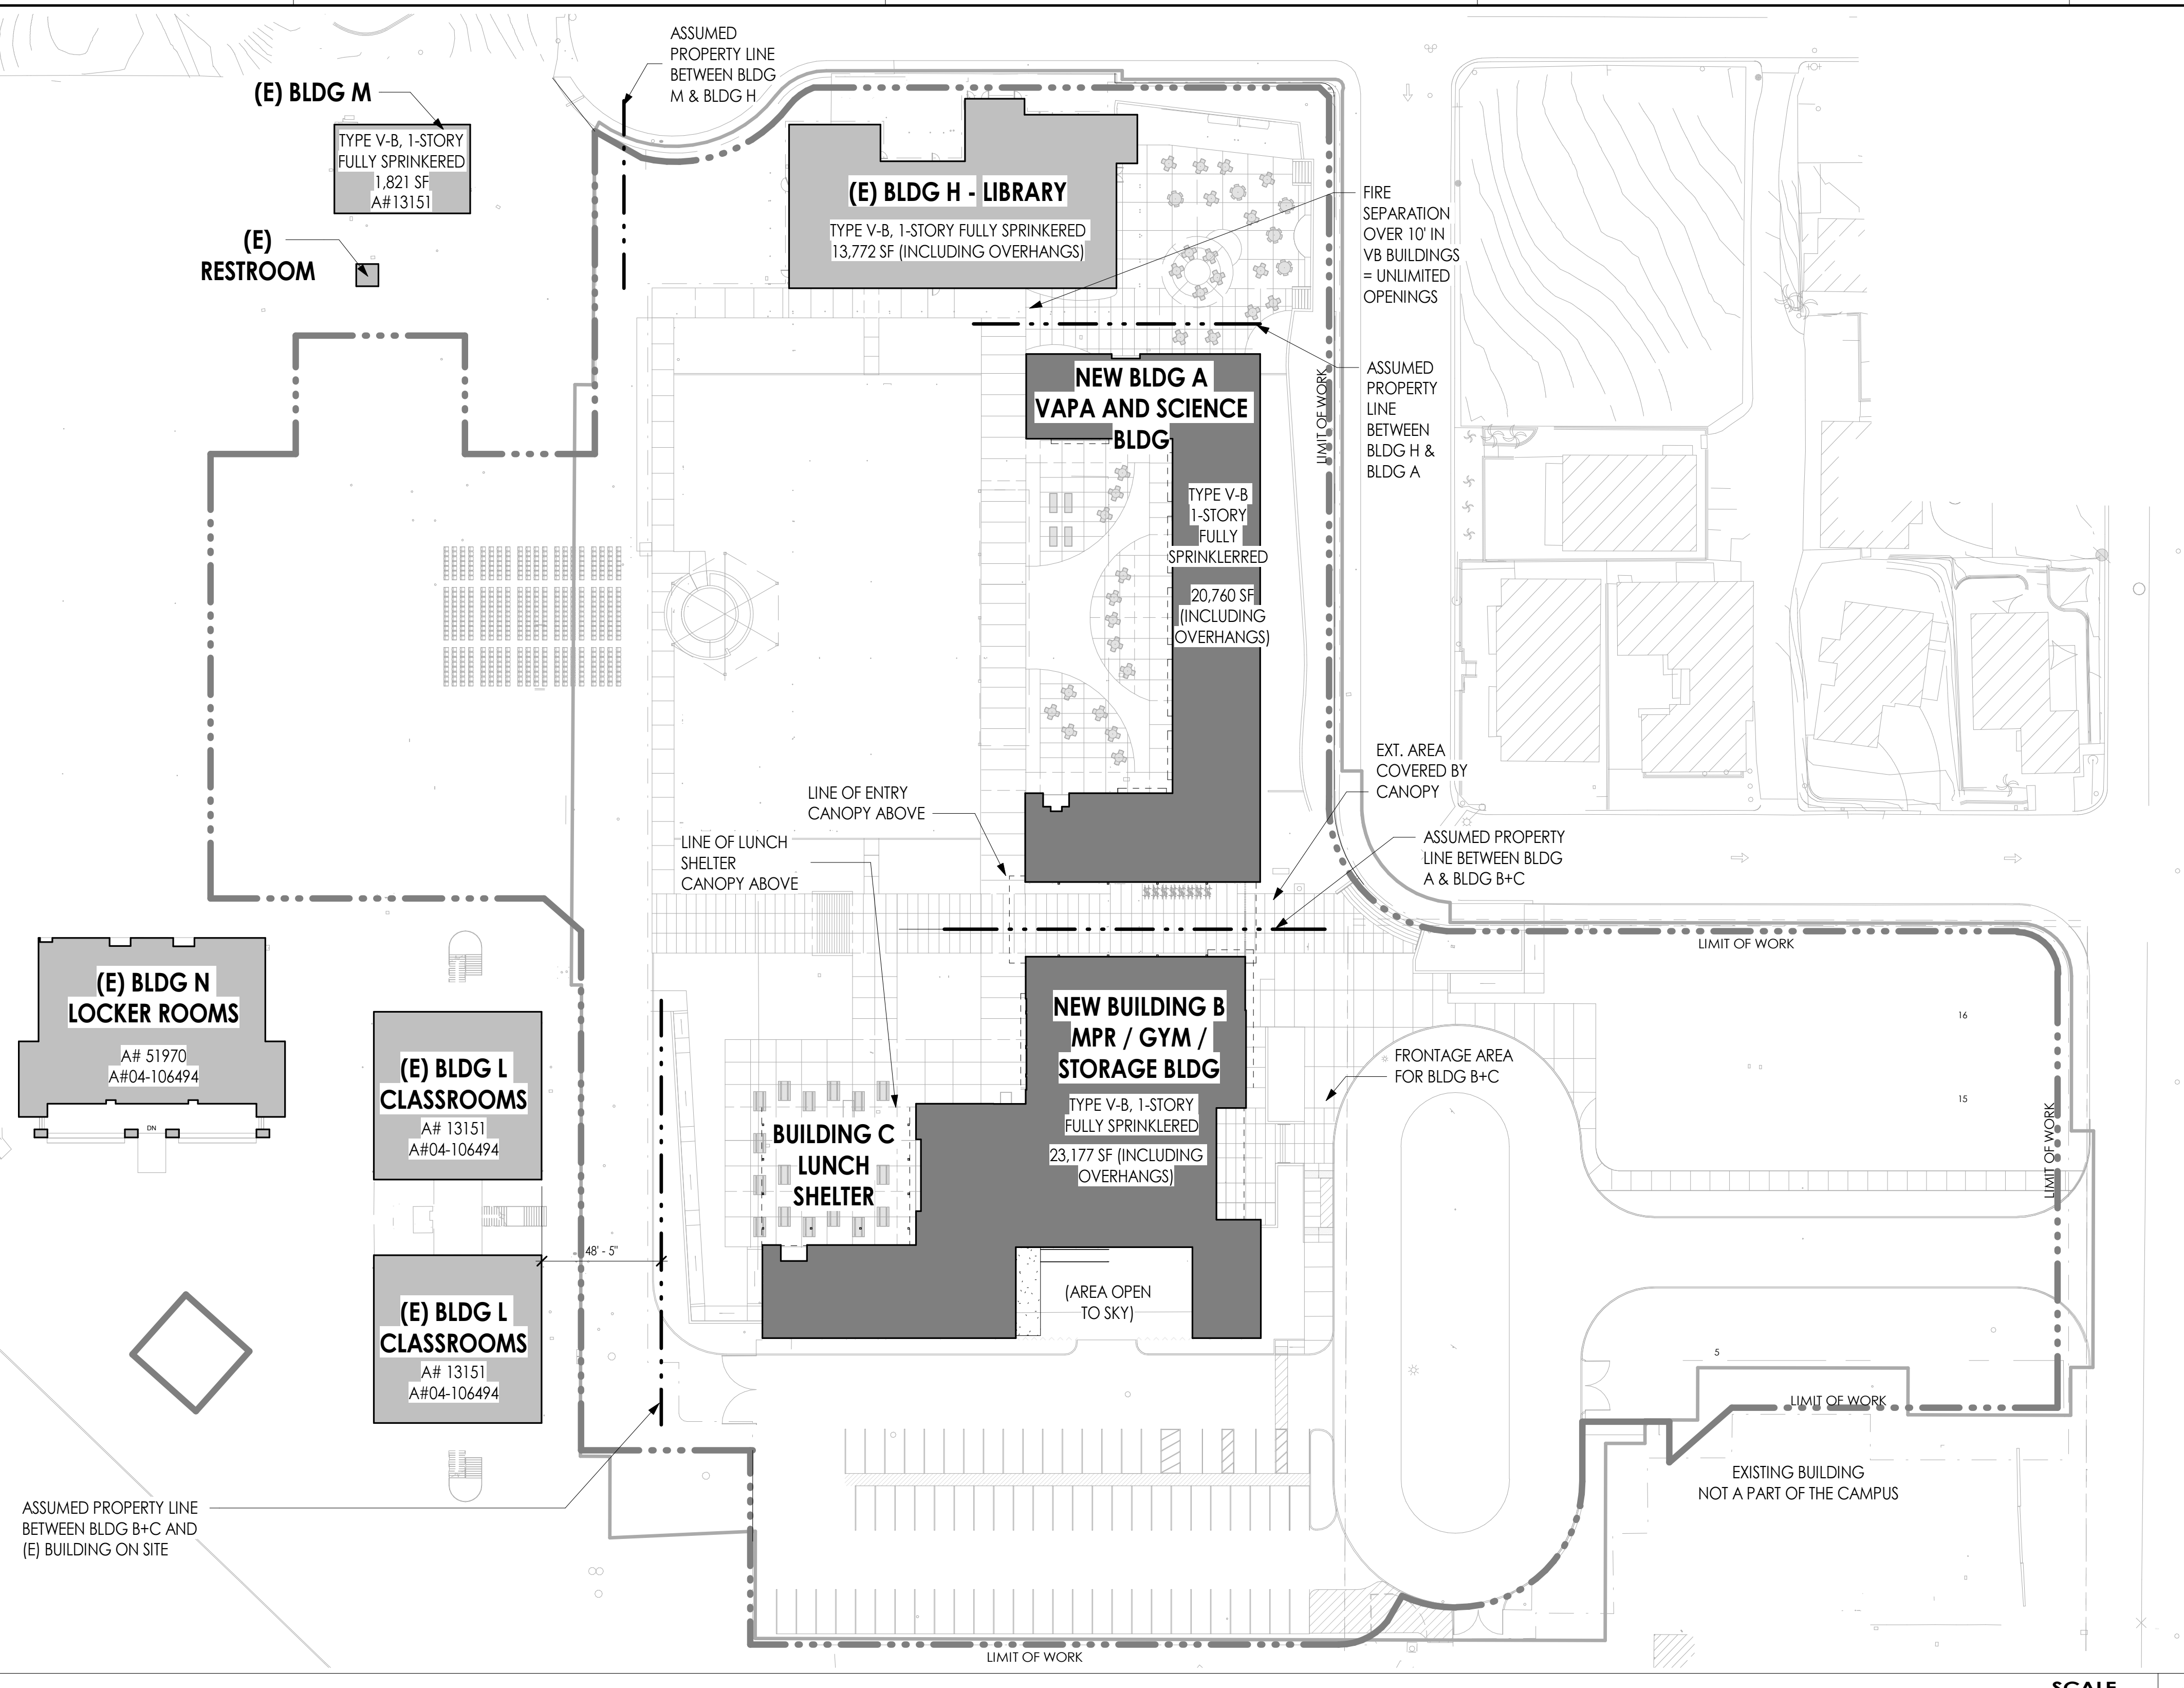 ASSUMED
PROPERTY LINE
BETWEEN BLDG
M & BLDG H
(E) BLDG M
TYPE V-B, 1-STORY
FULLY SPRINKERED
1,821 SF
A#13151
(E)
RESTROOM
(E) BLDG H - LIBRARY
TYPE V-B, 1-STORY FULLY SPRINKERED
13,772 SF (INCLUDING OVERHANGS)
FIRE
SEPARATION
OVER 10' IN
VB BUILDINGS
= UNLIMITED
OPENINGS
ASSUMED
PROPERTY
LINE
BETWEEN
BLDG H &
BLDG A
LIMIT OF WORK
NEW BLDG A
VAPA AND SCIENCE
BLDG
TYPE V-B
1-STORY
FULLY
SPRINKLERRED
20,760 SF
(INCLUDING
OVERHANGS)
EXT. AREA
COVERED BY
CANOPY
LINE OF ENTRY
CANOPY ABOVE
LINE OF LUNCH
SHELTER
CANOPY ABOVE
ASSUMED PROPERTY
LINE BETWEEN BLDG
A & BLDG B+C
LIMIT OF WORK
(E) BLDG N
LOCKER ROOMS
A# 51970
A#04-106494
DN
(E) BLDG L
CLASSROOMS
A# 13151
A#04-106494
NEW BUILDING B
MPR / GYM /
STORAGE BLDG
TYPE V-B, 1-STORY
FULLY SPRINKLERED
23,177 SF (INCLUDING
OVERHANGS)
FRONTAGE AREA
FOR BLDG B+C
16
15
LIMIT OF WORK
BUILDING C
LUNCH
SHELTER
48' - 5"
(AREA OPEN
TO SKY)
(E) BLDG L
CLASSROOMS
A# 13151
A#04-106494
5
LIMIT OF WORK
EXISTING BUILDING
NOT A PART OF THE CAMPUS
ASSUMED PROPERTY LINE
BETWEEN BLDG B+C AND
(E) BUILDING ON SITE
LIMIT OF WORK
SCALE